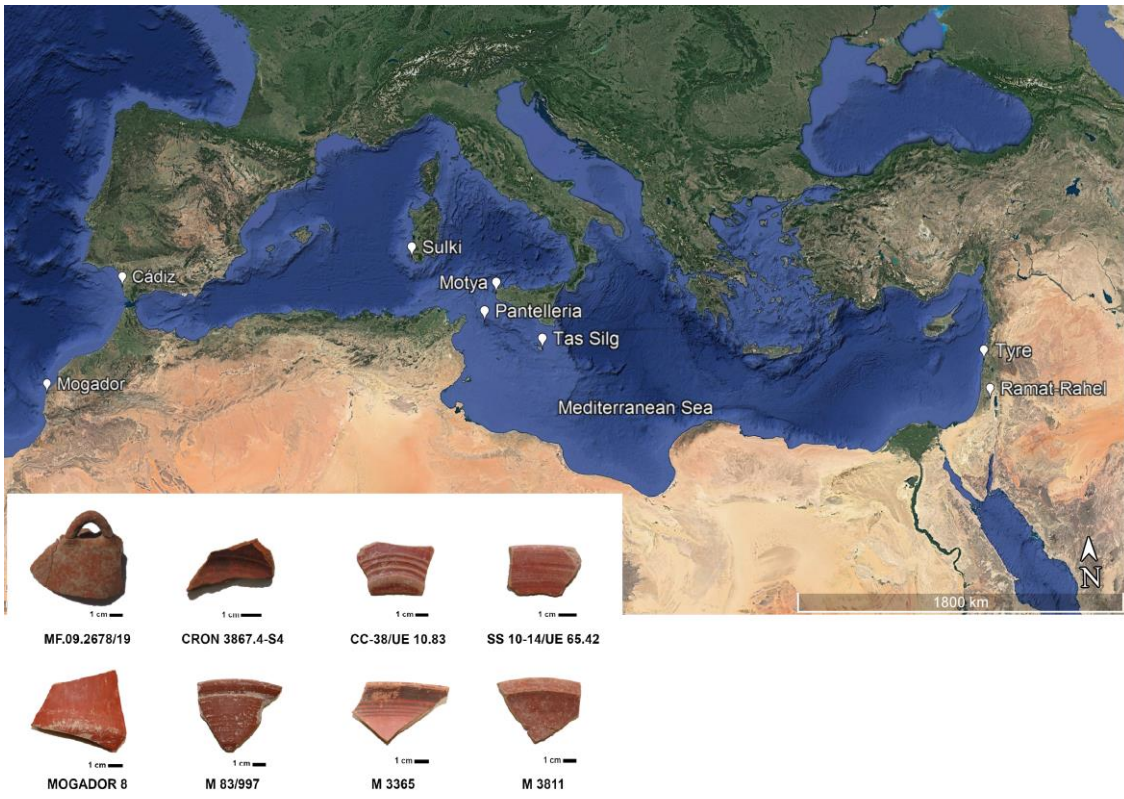 Sulki
Cádiz
Motya
Pantelleria
Tas Silg
Tyre
Mogador
Ramat-Rahel
Mediterranean Sea
N
1800 km
1 cm 1 cm 1 cm 1 cm
MF.09.2678/19 CRON 3867.4-S4 CC-38/UE 10.83 SS 10-14/UE 65.42
1 cm 1 cm 1 cm 1 cm
MOGADOR 8 M 83/997 M 3365 M 3811